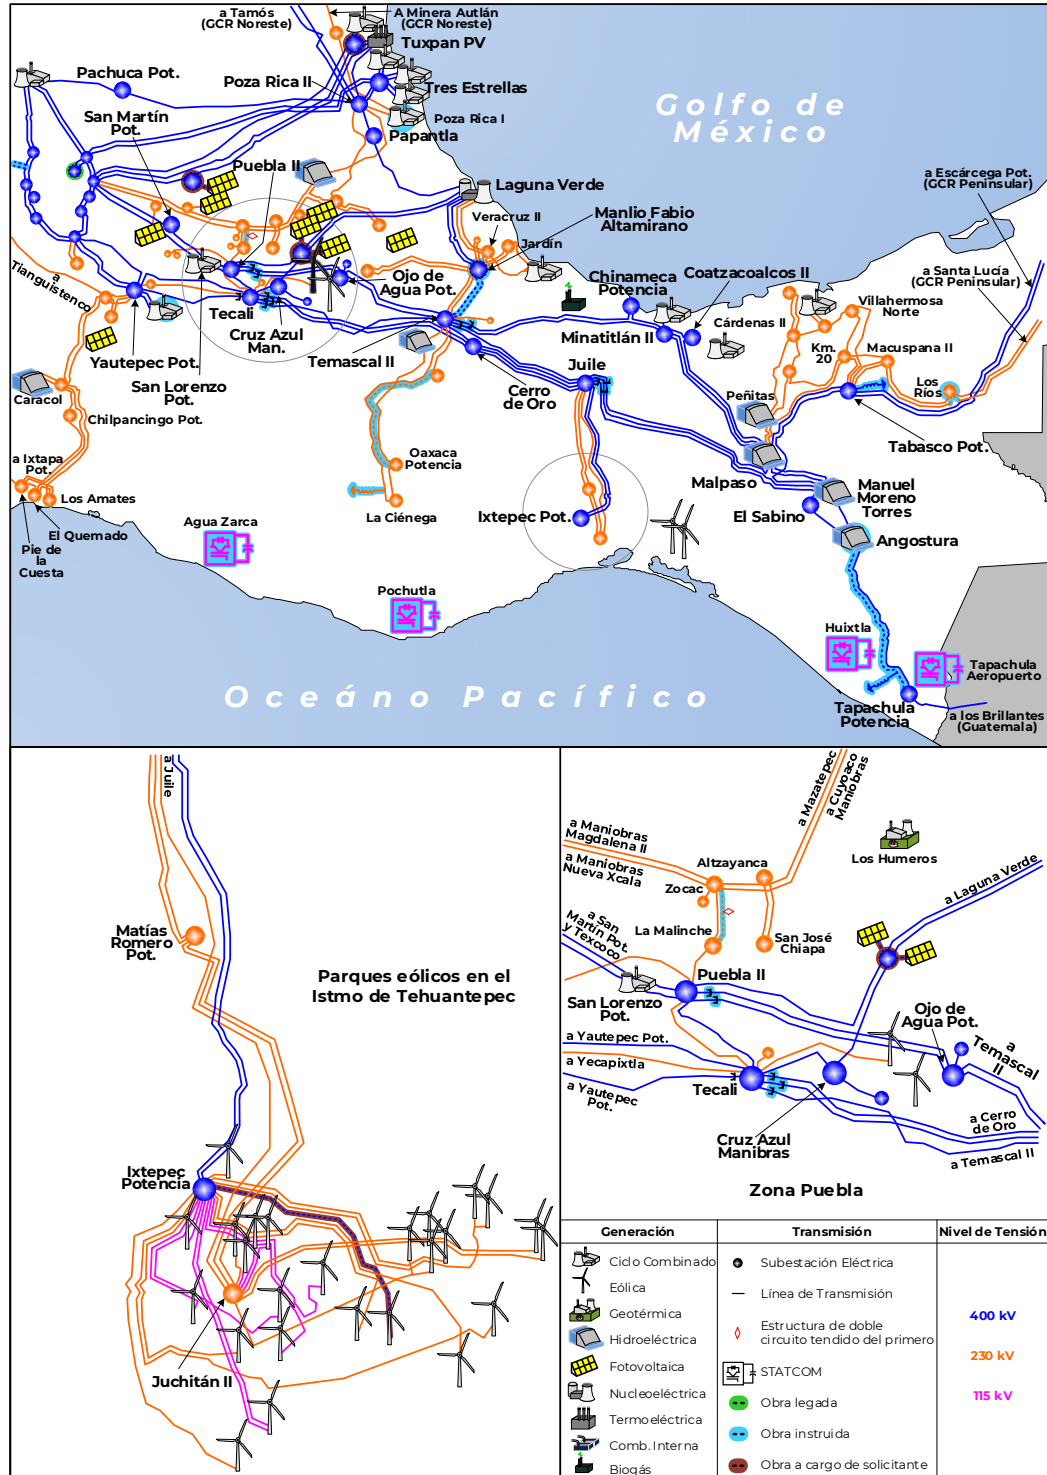 a Tamós
(GCR Noreste)
A Minera Autlán
(GCR Noreste)
Tuxpan PV
Pachuca Pot.
Poza Rica II
Tres Estrellas
San Martín
Pot.
Poza Rica I
Papantla
Golfo de
México
Puebla II
Laguna Verde
a Escárcega Pot.
(GCR Peninsular)
Veracruz II
Manlio Fabio
Altamirano
Jardín
a
Tianguistenco
Ojo de
Agua Pot.
Chinameca
Potencia
Coatzacoalcos II
a Santa Lucía
(GCR Peninsular)
Tecali
Cruz Azul
Man.
Villahermosa
Norte
Cárdenas II
Yautepec Pot.
Temascal II
Minatitlán II
Km.
20
Macuspana II
San Lorenzo
Pot.
Cerro
de Oro
Juile
Los
Ríos
Caracol
Peñitas
Chilpancingo Pot.
Tabasco Pot.
a Ixtapa
Pot.
Oaxaca
Potencia
Malpaso
Manuel
Moreno
Torres
Los Amates
La Ciénega
Ixtepec Pot.
El Sabino
El Quemado
Agua Zarca
Angostura
Pie de
la
Cuesta
Pochutla
Huixtla
Tapachula
Aeropuerto
Oceáno Pacífico
Tapachula
Potencia
a los Brillantes
(Guatemala)
a Juile
Matías
Romero
Pot.
Parques eólicos en el
Istmo de Tehuantepec
Ixtepec
Potencia
Juchitán II
a Mazatepec
a Cuyoaco
Maniobras
a Maniobras
Magdalena II
Los Humeros
a Maniobras
Nueva Xcala
Altzayanca
Zocac
a Laguna Verde
a San
Martín Pot.
y Texcoco
La Malinche
San José
Chiapa
Puebla II
San Lorenzo
Pot.
Ojo de
Agua Pot.
a
Temascal
II
a Yautepec Pot.
a Yecapixtla
a Yautepec
Pot.
Tecali
Cruz Azul
Manibras
a Cerro
de Oro
a Temascal II
Zona Puebla
Generación
Transmisión
Nivel de Tensión
Ciclo Combinado
Subestación Eléctrica
Eólica
Línea de Transmisión
Geotérmica
400 kV
Estructura de doble
circuito tendido del primero
Hidroeléctrica
230 kV
Fotovoltaica
STATCOM
Nucleoeléctrica
115 kV
Obra legada
Termoeléctrica
Obra instruida
Comb. Interna
Obra a cargo de solicitante
Biogás